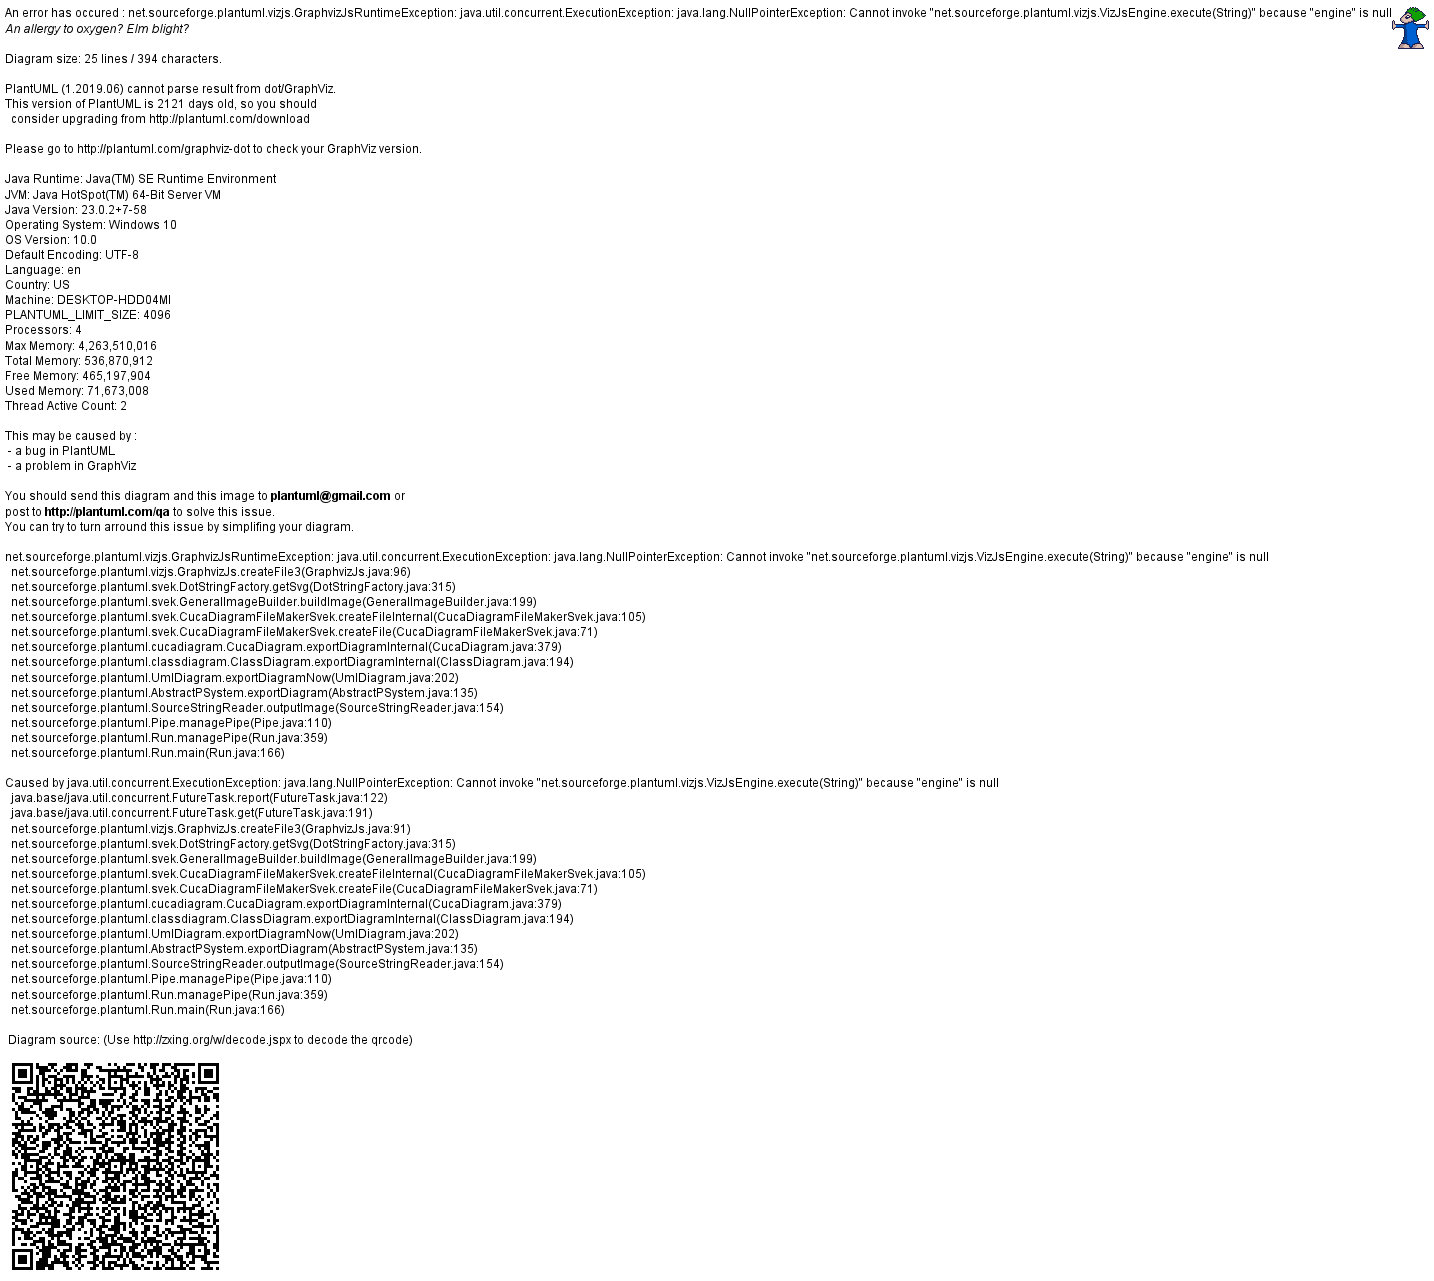 An error has occured : net.sourceforge.plantuml.vizjs.GraphvizJsRuntimeException: java.util.concurrent.ExecutionException: java.lang.NullPointerException: Cannot invoke "net.sourceforge.plantuml.vizjs.VizJsEngine.execute(String)" because "engine" is null
An allergy to oxygen? Elm blight?
Diagram size: 25 lines / 394 characters.
PlantUML (1.2019.06) cannot parse result from dot/GraphViz.
This version of PlantUML is 2121 days old, so you should
consider upgrading from http://plantuml.com/download
Please go to http://plantuml.com/graphviz-dot to check your GraphViz version.
Java Runtime: Java(TM) SE Runtime Environment
JVM: Java HotSpot(TM) 64-Bit Server VM
Java Version: 23.0.2+7-58
Operating System: Windows 10
OS Version: 10.0
Default Encoding: UTF-8
Language: en
Country: US
Machine: DESKTOP-HDD04MI
PLANTUML_LIMIT_SIZE: 4096
Processors: 4
Max Memory: 4,263,510,016
Total Memory: 536,870,912
Free Memory: 465,197,904
Used Memory: 71,673,008
Thread Active Count: 2
This may be caused by :
- a bug in PlantUML
- a problem in GraphViz
You should send this diagram and this image to plantuml@gmail.com or
post to http://plantuml.com/qa to solve this issue.
You can try to turn arround this issue by simplifing your diagram.
net.sourceforge.plantuml.vizjs.GraphvizJsRuntimeException: java.util.concurrent.ExecutionException: java.lang.NullPointerException: Cannot invoke "net.sourceforge.plantuml.vizjs.VizJsEngine.execute(String)" because "engine" is null
net.sourceforge.plantuml.vizjs.GraphvizJs.createFile3(GraphvizJs.java:96)
net.sourceforge.plantuml.svek.DotStringFactory.getSvg(DotStringFactory.java:315)
net.sourceforge.plantuml.svek.GeneralImageBuilder.buildImage(GeneralImageBuilder.java:199)
net.sourceforge.plantuml.svek.CucaDiagramFileMakerSvek.createFileInternal(CucaDiagramFileMakerSvek.java:105)
net.sourceforge.plantuml.svek.CucaDiagramFileMakerSvek.createFile(CucaDiagramFileMakerSvek.java:71)
net.sourceforge.plantuml.cucadiagram.CucaDiagram.exportDiagramInternal(CucaDiagram.java:379)
net.sourceforge.plantuml.classdiagram.ClassDiagram.exportDiagramInternal(ClassDiagram.java:194)
net.sourceforge.plantuml.UmlDiagram.exportDiagramNow(UmlDiagram.java:202)
net.sourceforge.plantuml.AbstractPSystem.exportDiagram(AbstractPSystem.java:135)
net.sourceforge.plantuml.SourceStringReader.outputImage(SourceStringReader.java:154)
net.sourceforge.plantuml.Pipe.managePipe(Pipe.java:110)
net.sourceforge.plantuml.Run.managePipe(Run.java:359)
net.sourceforge.plantuml.Run.main(Run.java:166)
Caused by java.util.concurrent.ExecutionException: java.lang.NullPointerException: Cannot invoke "net.sourceforge.plantuml.vizjs.VizJsEngine.execute(String)" because "engine" is null
java.base/java.util.concurrent.FutureTask.report(FutureTask.java:122)
java.base/java.util.concurrent.FutureTask.get(FutureTask.java:191)
net.sourceforge.plantuml.vizjs.GraphvizJs.createFile3(GraphvizJs.java:91)
net.sourceforge.plantuml.svek.DotStringFactory.getSvg(DotStringFactory.java:315)
net.sourceforge.plantuml.svek.GeneralImageBuilder.buildImage(GeneralImageBuilder.java:199)
net.sourceforge.plantuml.svek.CucaDiagramFileMakerSvek.createFileInternal(CucaDiagramFileMakerSvek.java:105)
net.sourceforge.plantuml.svek.CucaDiagramFileMakerSvek.createFile(CucaDiagramFileMakerSvek.java:71)
net.sourceforge.plantuml.cucadiagram.CucaDiagram.exportDiagramInternal(CucaDiagram.java:379)
net.sourceforge.plantuml.classdiagram.ClassDiagram.exportDiagramInternal(ClassDiagram.java:194)
net.sourceforge.plantuml.UmlDiagram.exportDiagramNow(UmlDiagram.java:202)
net.sourceforge.plantuml.AbstractPSystem.exportDiagram(AbstractPSystem.java:135)
net.sourceforge.plantuml.SourceStringReader.outputImage(SourceStringReader.java:154)
net.sourceforge.plantuml.Pipe.managePipe(Pipe.java:110)
net.sourceforge.plantuml.Run.managePipe(Run.java:359)
net.sourceforge.plantuml.Run.main(Run.java:166)
Diagram source: (Use http://zxing.org/w/decode.jspx to decode the qrcode)